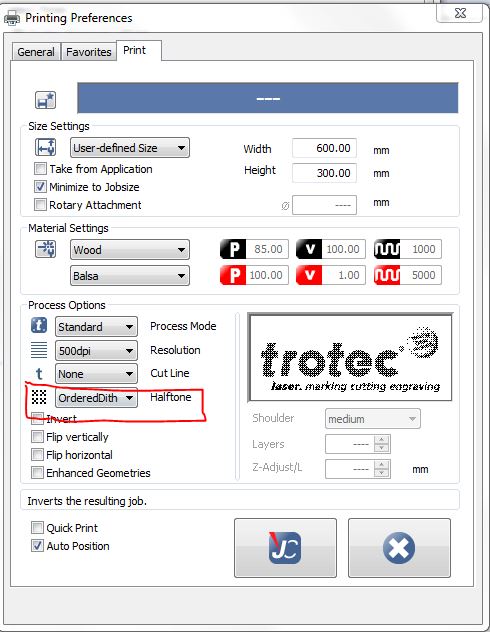 Printing Preferences
General Favorites Print
---
Size Settings
User-defined Size Width 600.00 mm
Take from Application Height 300.00 mm
Minimize to Jobsize
Rotary Attachment ø ---- mm
Material Settings
Wood P 85.00 v 100.00 1000
Balsa P 100.00 v 1.00 5000
Process Options
t Standard Process Mode
500dpi Resolution
t None Cut Line
OrderedDith Halftone
Invert
Flip vertically
Flip horizontal
Enhanced Geometries
trotec
laser. marking cutting engraving
Shoulder medium
Layers ----
Z-Adjust/L ---- mm
Inverts the resulting job.
Quick Print
Auto Position
JC